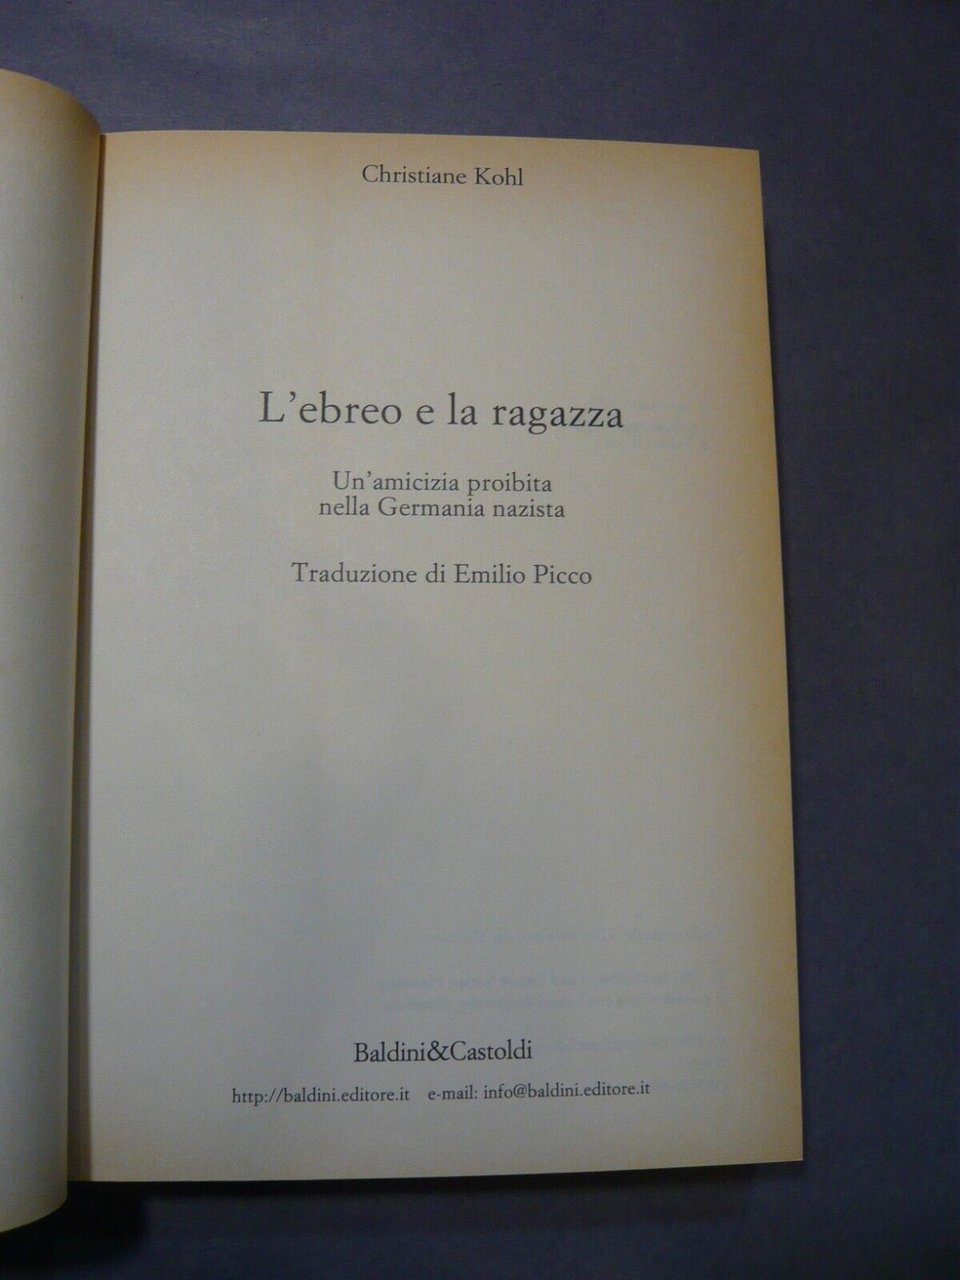 Christiane Kohl
L'ebreo e la ragazza
Un'amicizia proibita
nella Germania nazista
Traduzione di Emilio Picco
Baldini&Castoldi
http://baldini.editore.it e-mail: info@baldini.editore.it